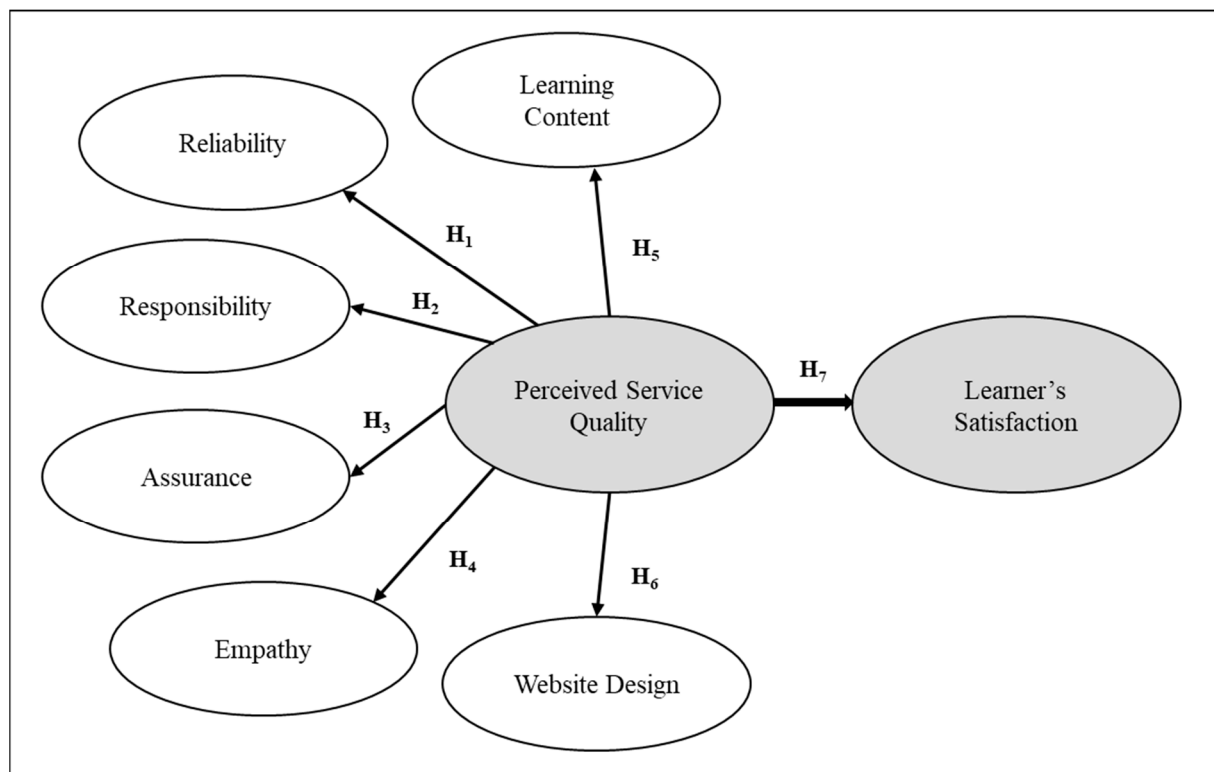 Learning
Content
Reliability
H₁
H₅
Responsibility
H₂
Perceived Service
Quality
H₇
Learner’s
Satisfaction
H₃
Assurance
H₄
H₆
Empathy
Website Design